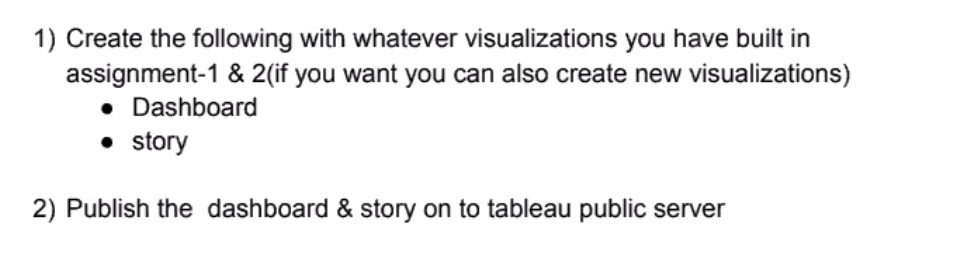 1) Create the following with whatever visualizations you have built in
assignment-1 & 2(if you want you can also create new visualizations)
● Dashboard
● story
2) Publish the  dashboard & story on to tableau public server